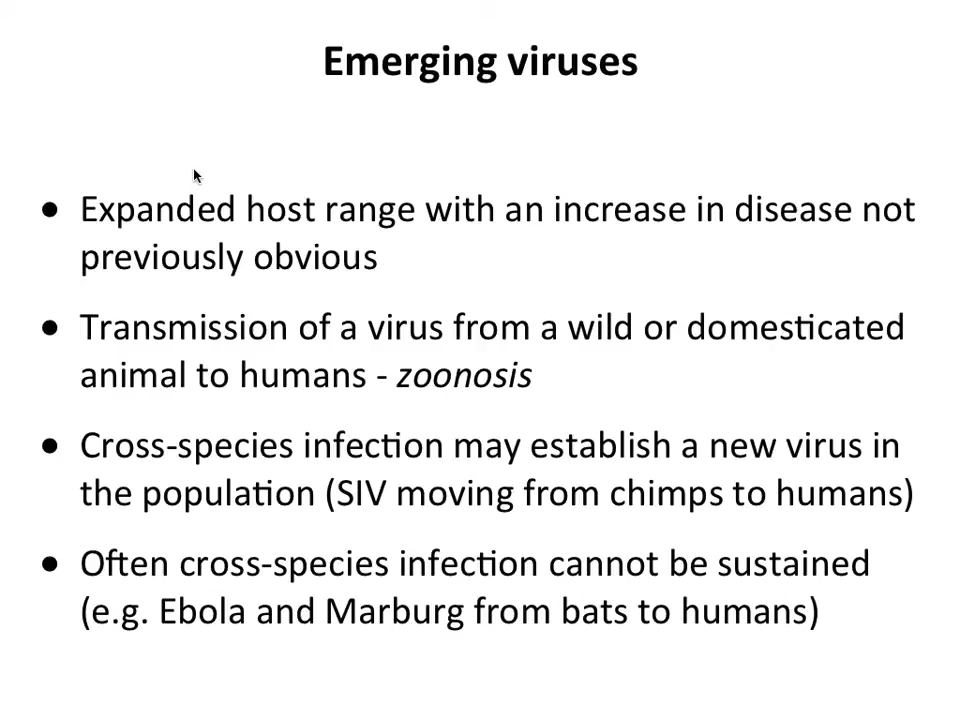 Emerging viruses
• Expanded host range with an increase in disease not
previously obvious
• Transmission of a virus from a wild or domesticated
animal to humans - zoonosis
• Cross-species infection may establish a new virus in
the population (SIV moving from chimps to humans)
• Often cross-species infection cannot be sustained
(e.g. Ebola and Marburg from bats to humans)